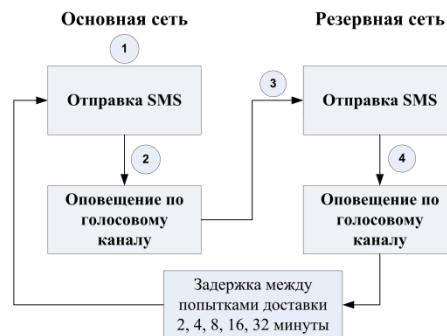 Основная сеть
Резервная сеть
1
Отправка SMS
2
Оповещение по
голосовому
каналу
3
Отправка SMS
4
Оповещение по
голосовому
каналу
Задержка между
попытками доставки
2, 4, 8, 16, 32 минуты